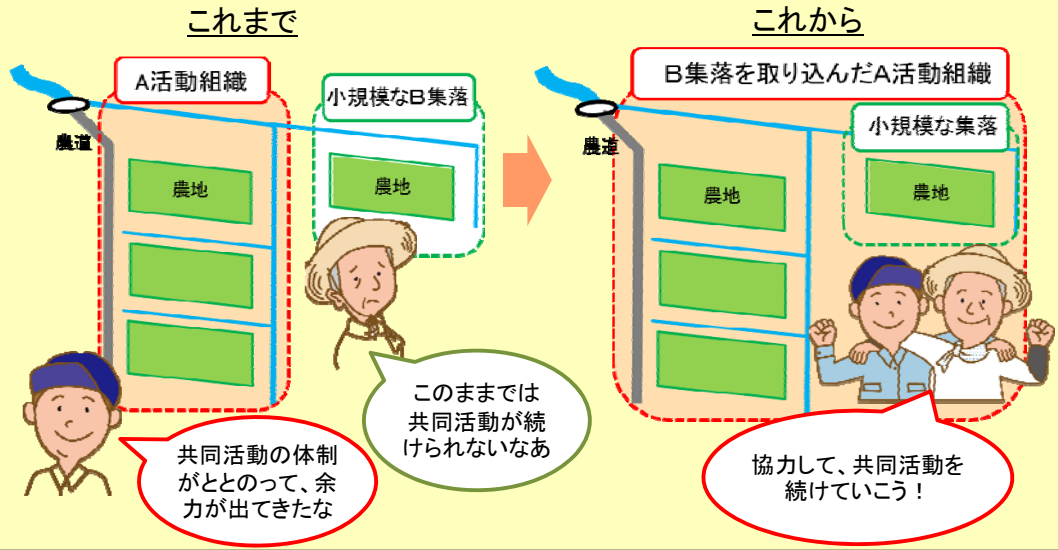 これまで
A活動組織
小規模なB集落
農道
農地
農地
このままでは
共同活動が続
けられないなあ
共同活動の体制
がととのって、余
力が出てきたな
これから
B集落を取り込んだA活動組織
小規模な集落
農道
農地
農地
協力して、共同活動を
続けていこう！